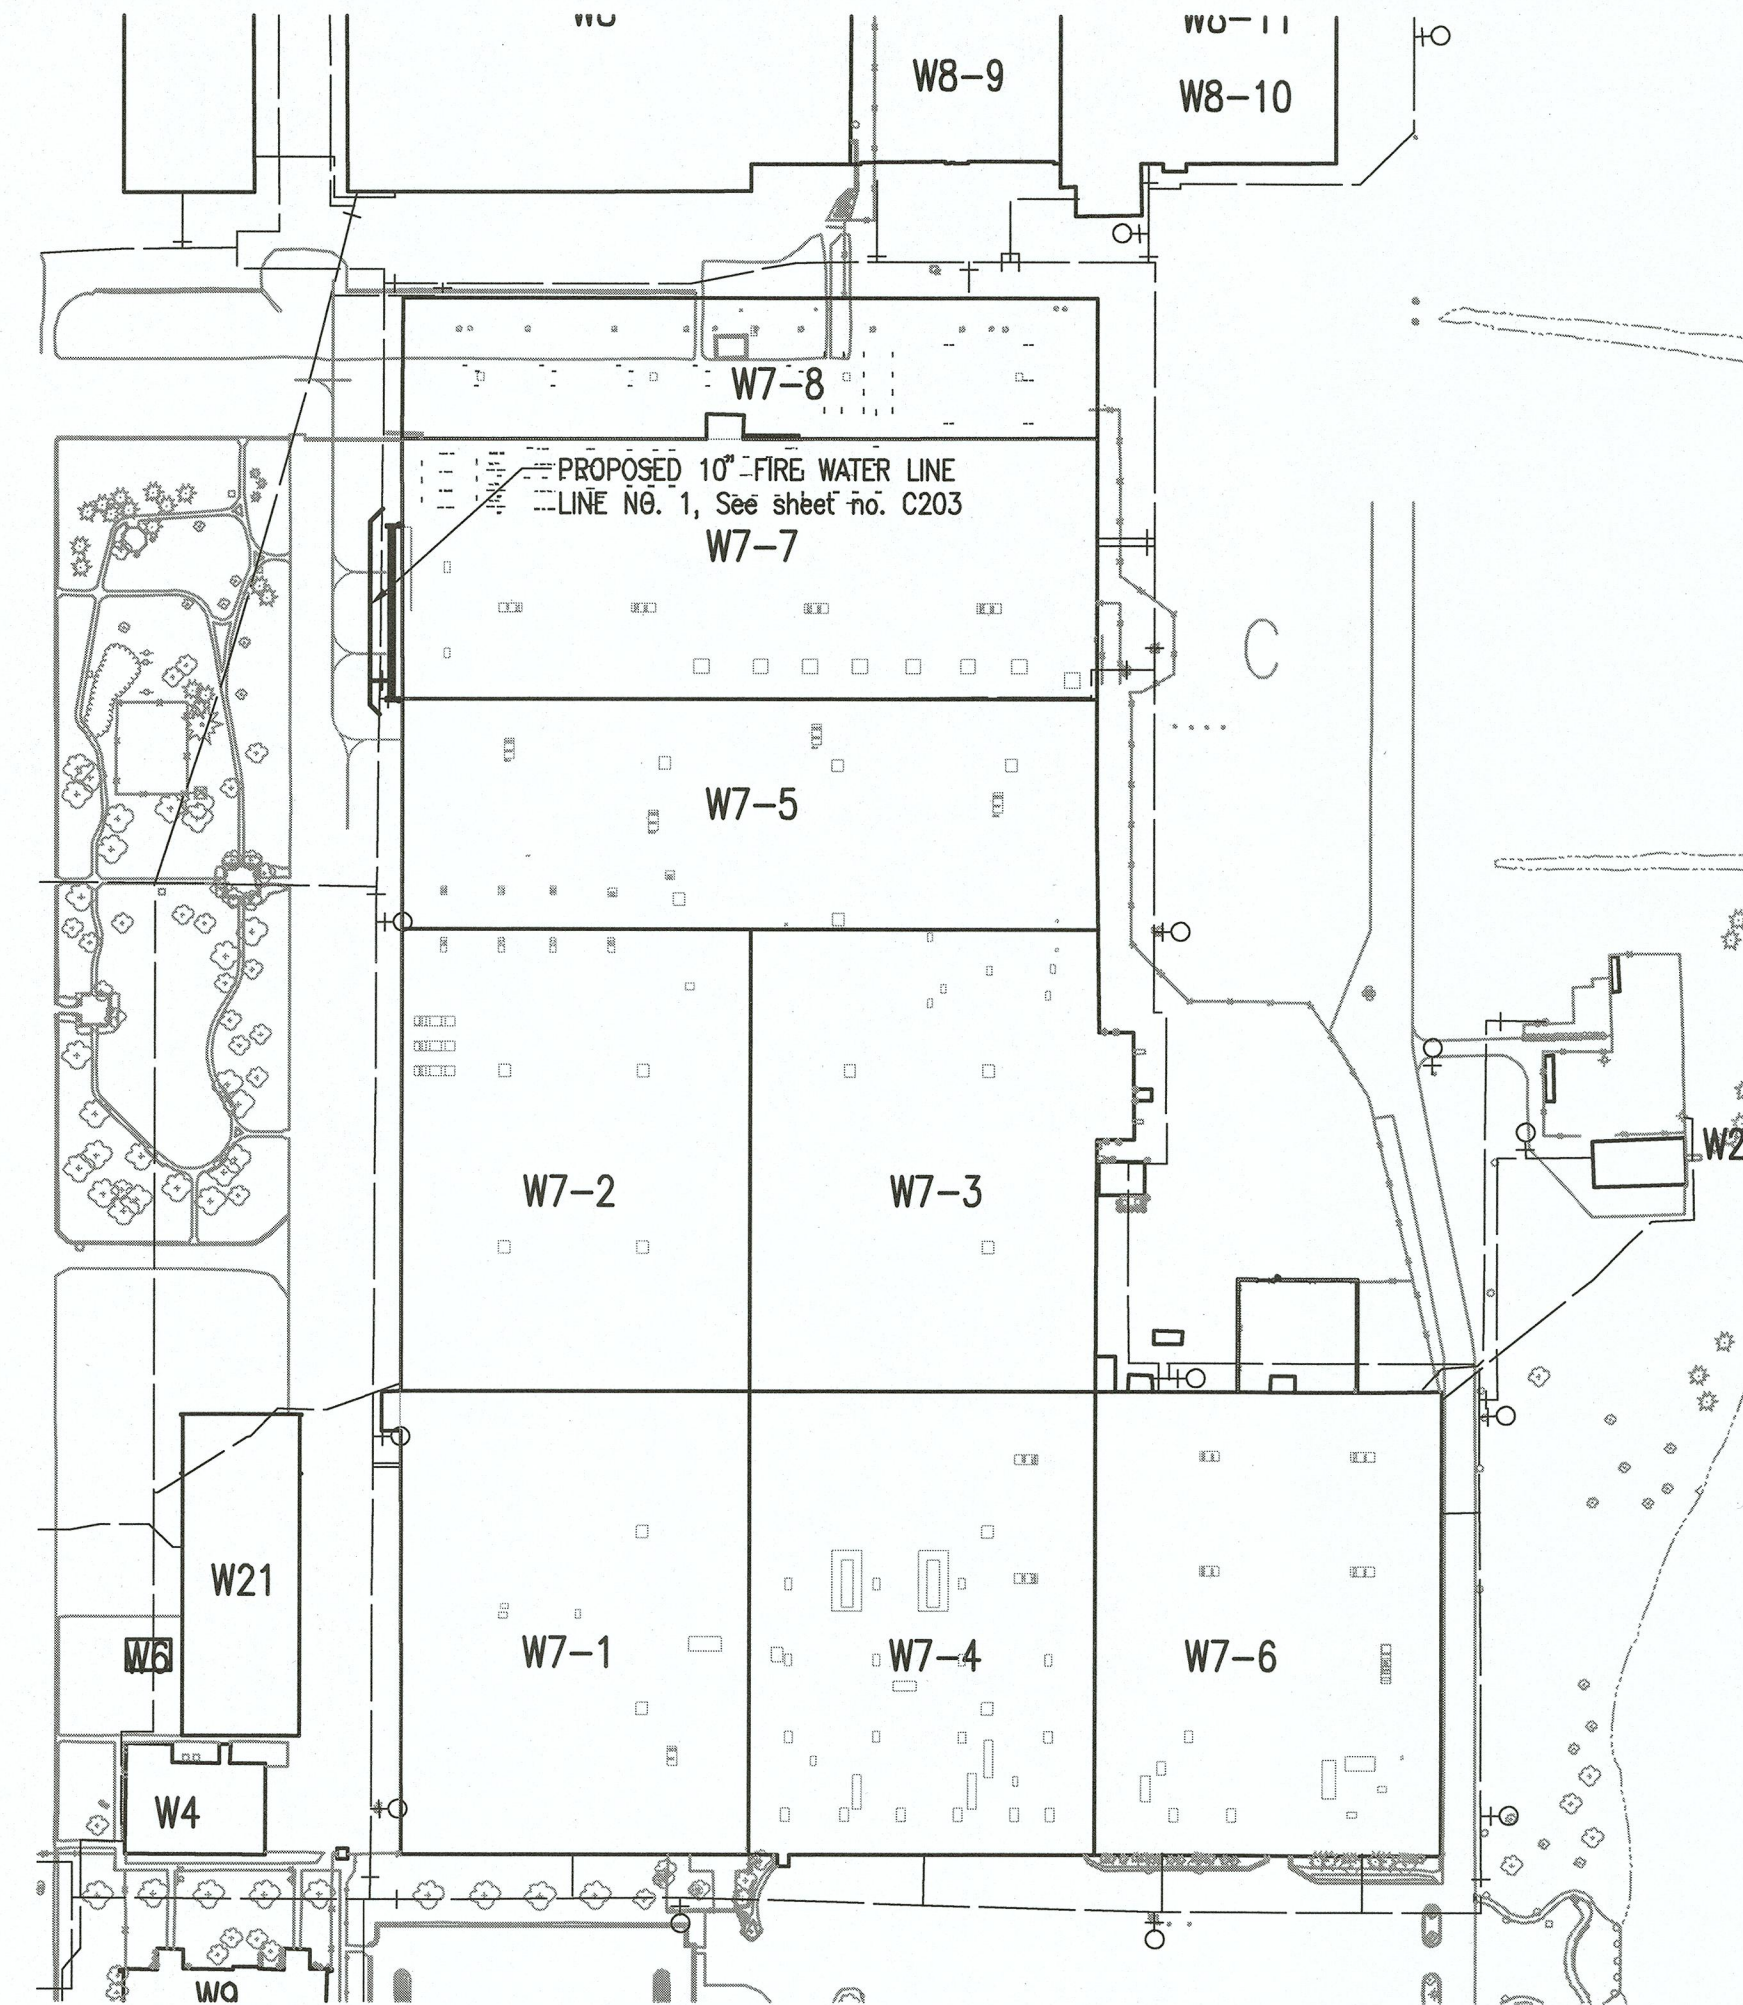 W8-9
W8-10
W7-8
PROPOSED 10" FIRE WATER LINE
LINE NO. 1, See sheet no. C203
W7-7
C
W7-5
W7-2
W7-3
W21
W6
W7-1
W7-4
W7-6
W4